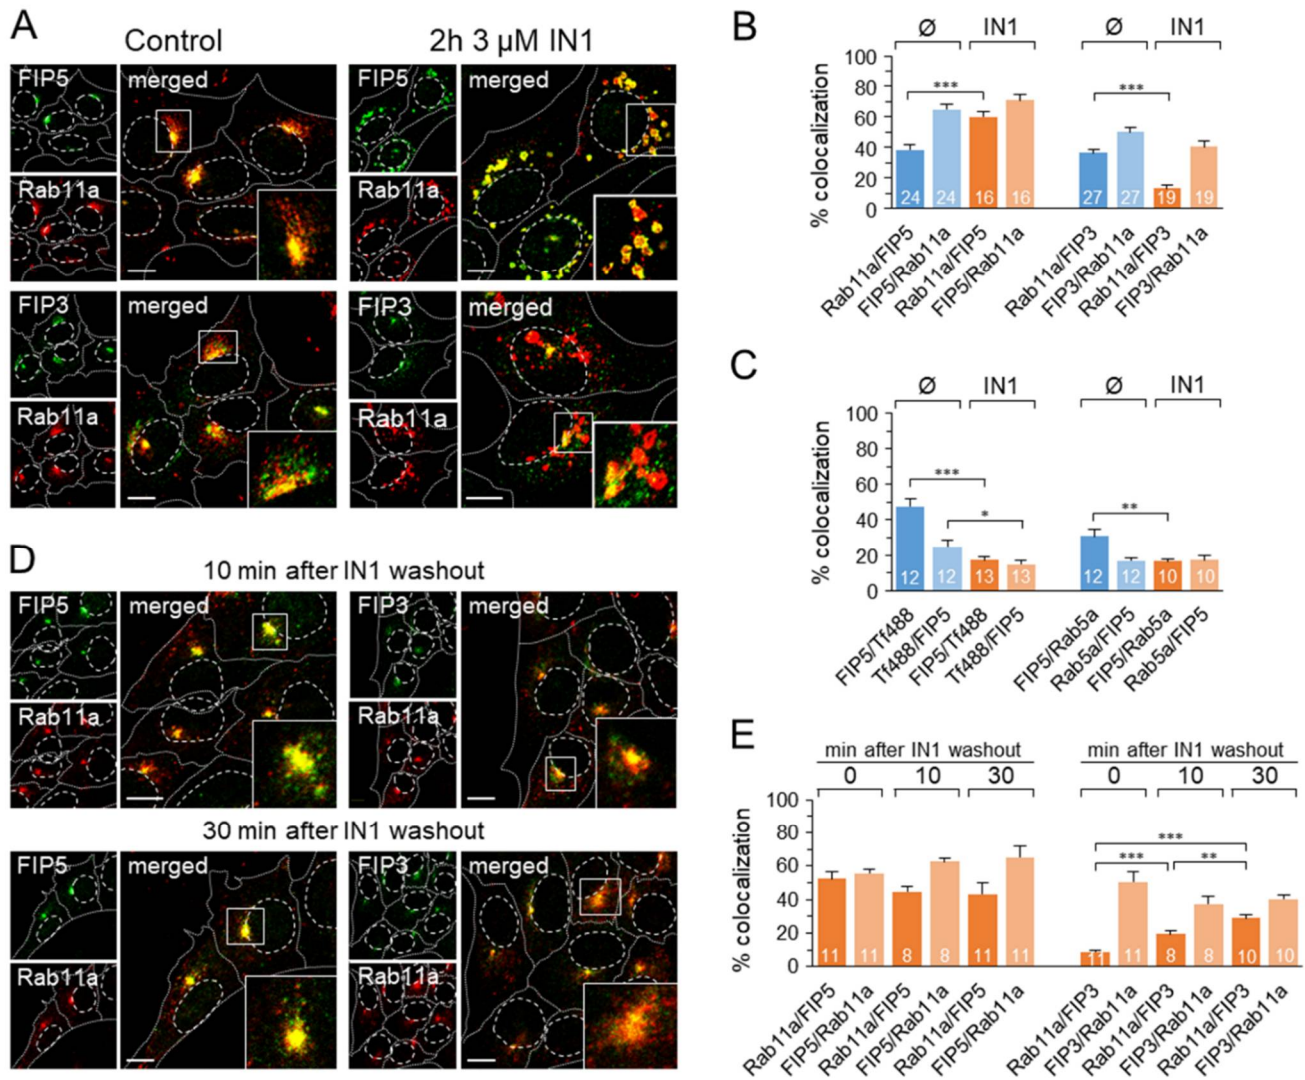 A
Control
2h 3 µM IN1
FIP5
merged
FIP5
merged
Rab11a
Rab11a
FIP3
merged
FIP3
merged
Rab11a
Rab11a
B
Ø IN1 Ø IN1
% colocalization
100
80
60
40
20
0
*** ***
24 24 16 16 27 27 19 19
Rab11a/FIP5
FIP5/Rab11a
Rab11a/FIP5
FIP5/Rab11a
Rab11a/FIP3
FIP3/Rab11a
Rab11a/FIP3
FIP3/Rab11a
C
Ø IN1 Ø IN1
% colocalization
100
80
60
40
20
0
*** * **
12 12 13 13 12 12 10 10
FIP5/Tf488
Tf488/FIP5
FIP5/Tf488
Tf488/FIP5
FIP5/Rab5a
Rab5a/FIP5
FIP5/Rab5a
Rab5a/FIP5
D
10 min after IN1 washout
FIP5
merged
FIP3
merged
Rab11a
Rab11a
30 min after IN1 washout
FIP5
merged
FIP3
merged
Rab11a
Rab11a
E
min after IN1 washout
0 10 30
min after IN1 washout
0 10 30
% colocalization
100
80
60
40
20
0
***
*** **
11 11 8 8 11 11 11 11 8 8 10 10
Rab11a/FIP5
FIP5/Rab11a
Rab11a/FIP5
FIP5/Rab11a
Rab11a/FIP5
FIP5/Rab11a
Rab11a/FIP3
FIP3/Rab11a
Rab11a/FIP3
FIP3/Rab11a
Rab11a/FIP3
FIP3/Rab11a